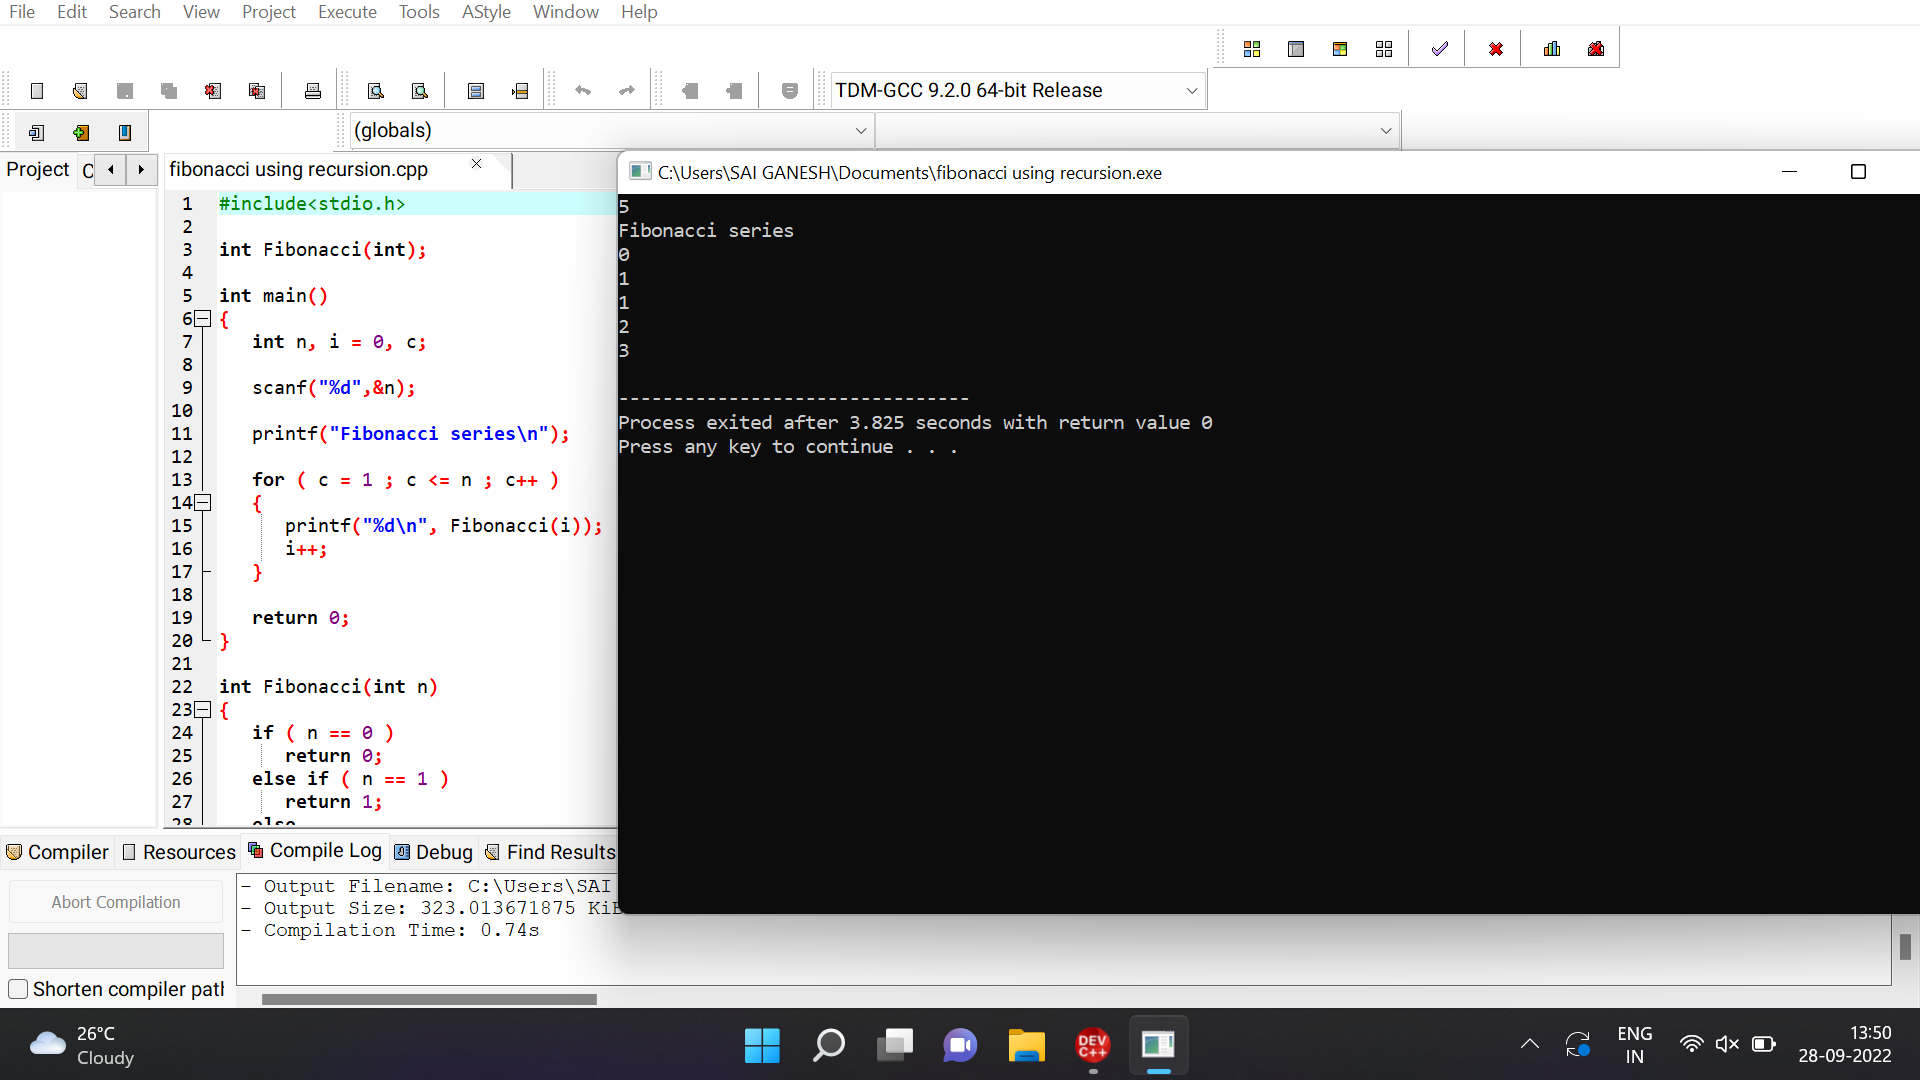 File Edit Search View Project Execute Tools AStyle Window Help
TDM-GCC 9.2.0 64-bit Release
(globals)
Project
fibonacci using recursion.cpp
1 #include<stdio.h>
2
3 int Fibonacci(int);
4
5 int main()
6 {
7 int n, i = 0, c;
8
9 scanf("%d",&n);
10
11 printf("Fibonacci series\n");
12
13 for ( c = 1 ; c <= n ; c++ )
14 {
15 printf("%d\n", Fibonacci(i));
16 i++;
17 }
18
19 return 0;
20 }
21
22 int Fibonacci(int n)
23 {
24 if ( n == 0 )
25 return 0;
26 else if ( n == 1 )
27 return 1;
28 else
C:\Users\SAI GANESH\Documents\fibonacci using recursion.exe
5
Fibonacci series
0
1
1
2
3
--------------------------------
Process exited after 3.825 seconds with return value 0
Press any key to continue . . .
Compiler Resources Compile Log Debug Find Results
Abort Compilation
Shorten compiler path
- Output Filename: C:\Users\SAI
- Output Size: 323.013671875 KiB
- Compilation Time: 0.74s
26°C
Cloudy
DEV
C++
ENG
IN
13:50
28-09-2022